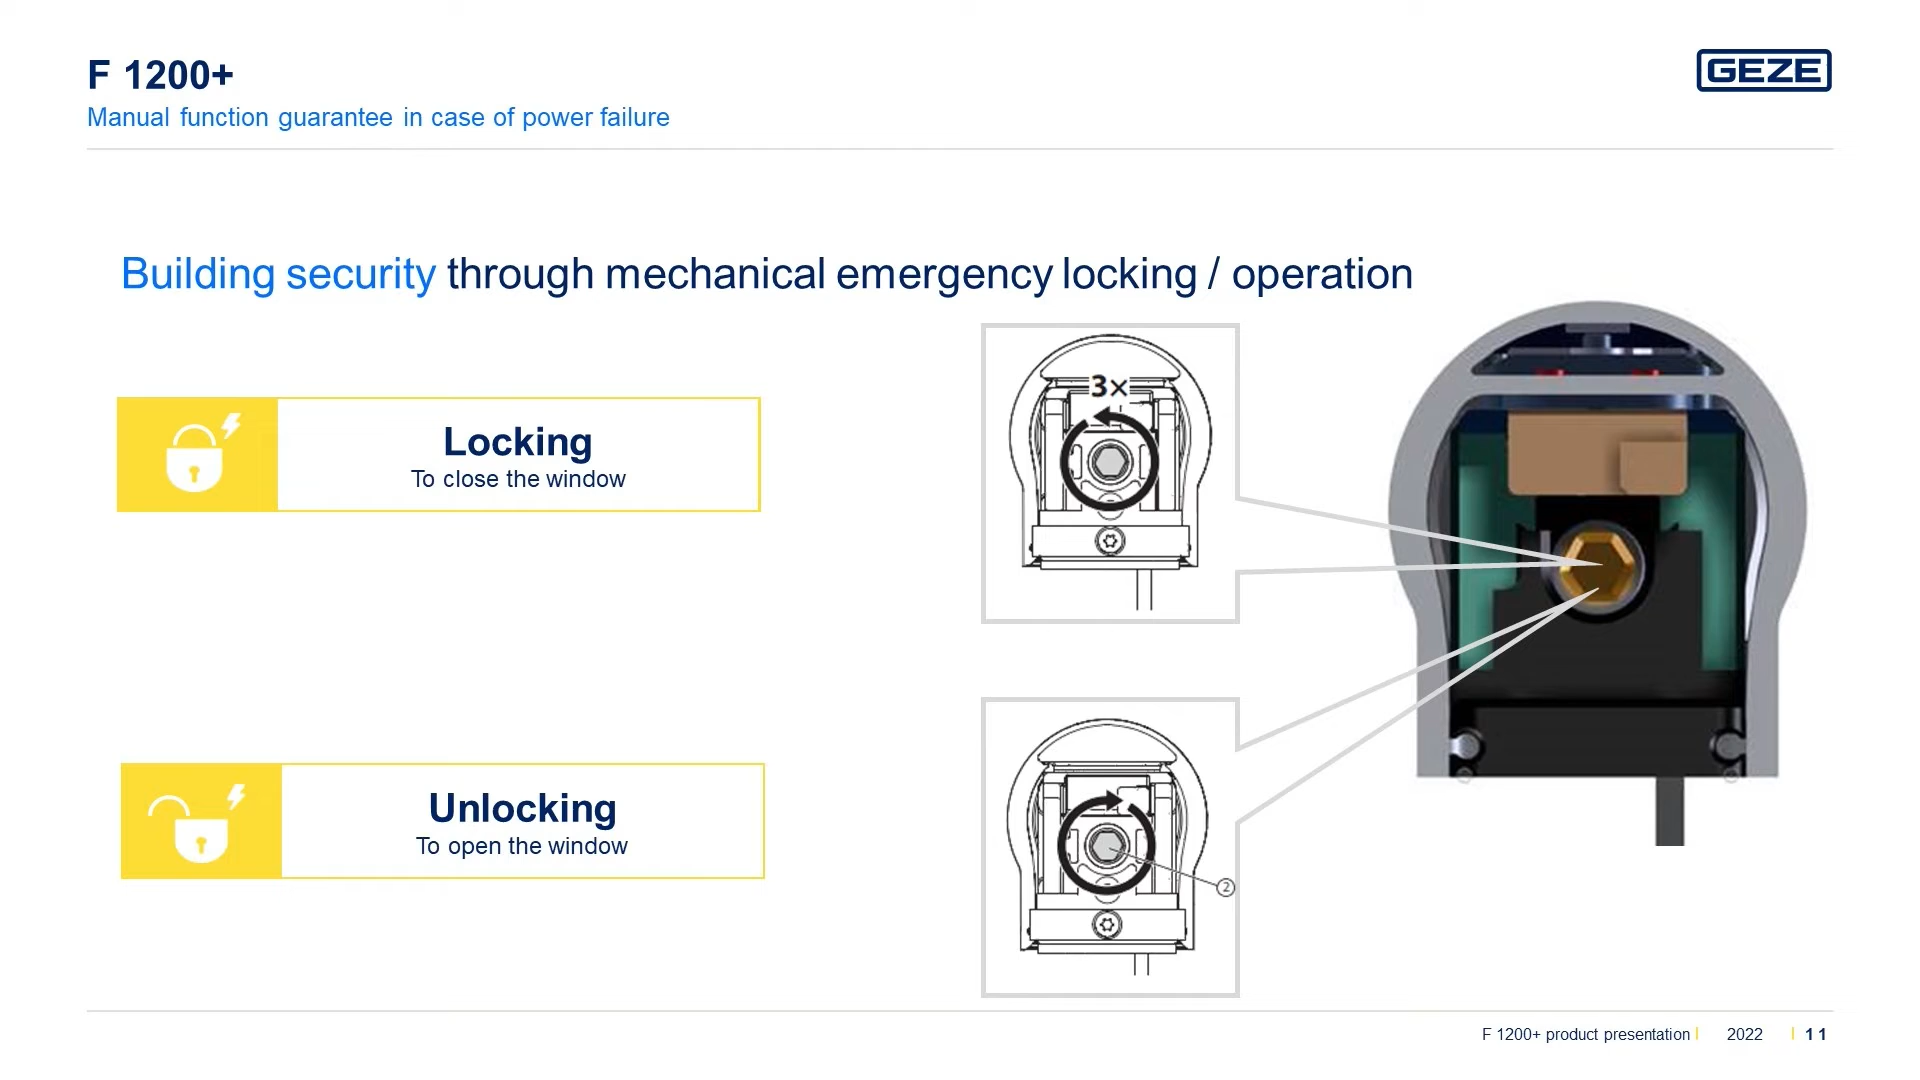 F 1200+
GEZE
Manual function guarantee in case of power failure
Building security through mechanical emergency locking / operation
3×
Locking
To close the window
Unlocking
To open the window
2
F 1200+ product presentation
2022
11